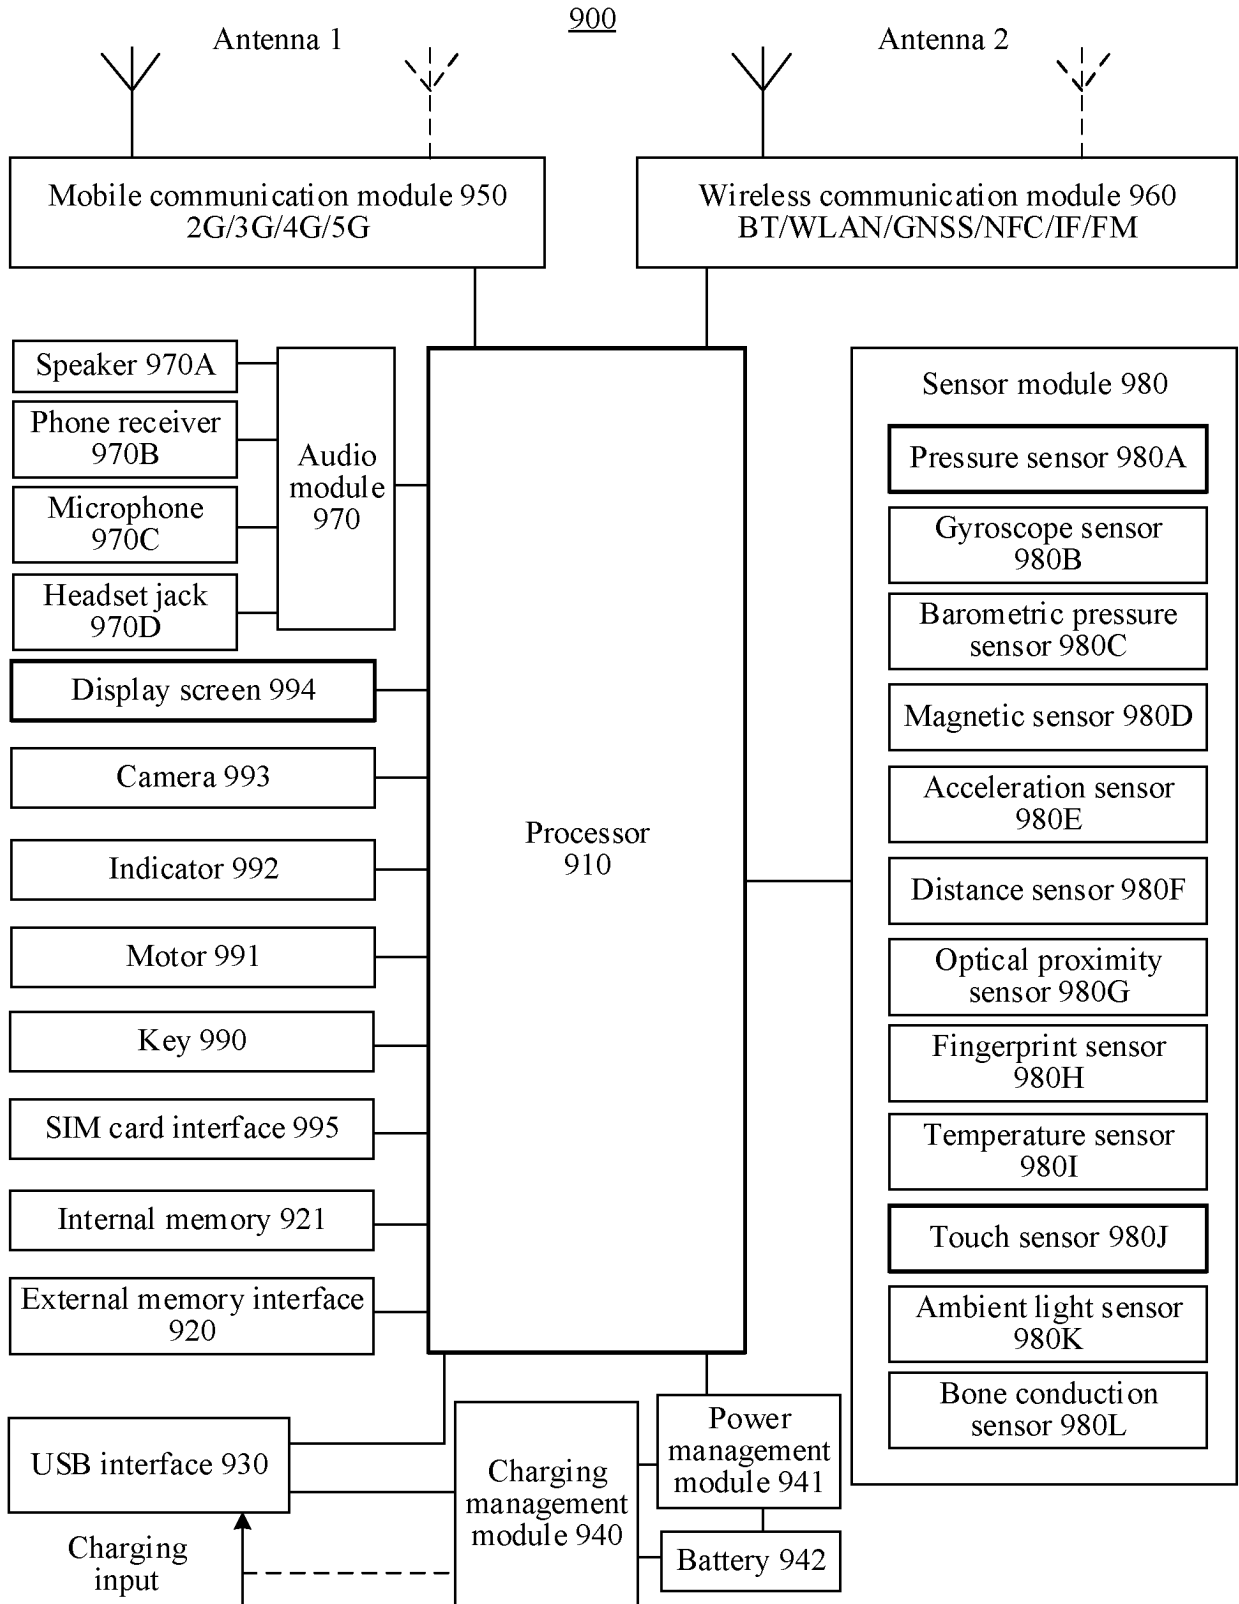 900
Antenna 1
Antenna 2
Mobile communication module 950
2G/3G/4G/5G
Wireless communication module 960
BT/WLAN/GNSS/NFC/IF/FM
Speaker 970A
Phone receiver
970B
Microphone
970C
Headset jack
970D
Audio
module
970
Display screen 994
Camera 993
Indicator 992
Motor 991
Key 990
SIM card interface 995
Internal memory 921
External memory interface
920
Processor
910
Sensor module 980
Pressure sensor 980A
Gyroscope sensor
980B
Barometric pressure
sensor 980C
Magnetic sensor 980D
Acceleration sensor
980E
Distance sensor 980F
Optical proximity
sensor 980G
Fingerprint sensor
980H
Temperature sensor
980I
Touch sensor 980J
Ambient light sensor
980K
Bone conduction
sensor 980L
USB interface 930
Charging
management
module 940
Power
management
module 941
Battery 942
Charging
input